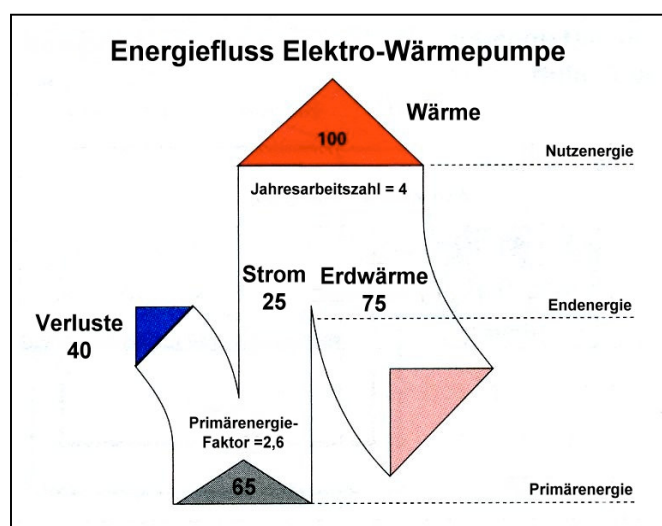 Energiefluss Elektro-Wärmepumpe
Wärme
100
Nutzenergie
Jahresarbeitszahl = 4
Strom
25
Erdwärme
75
Endenergie
Verluste
40
Primärenergie-
Faktor =2,6
65
Primärenergie